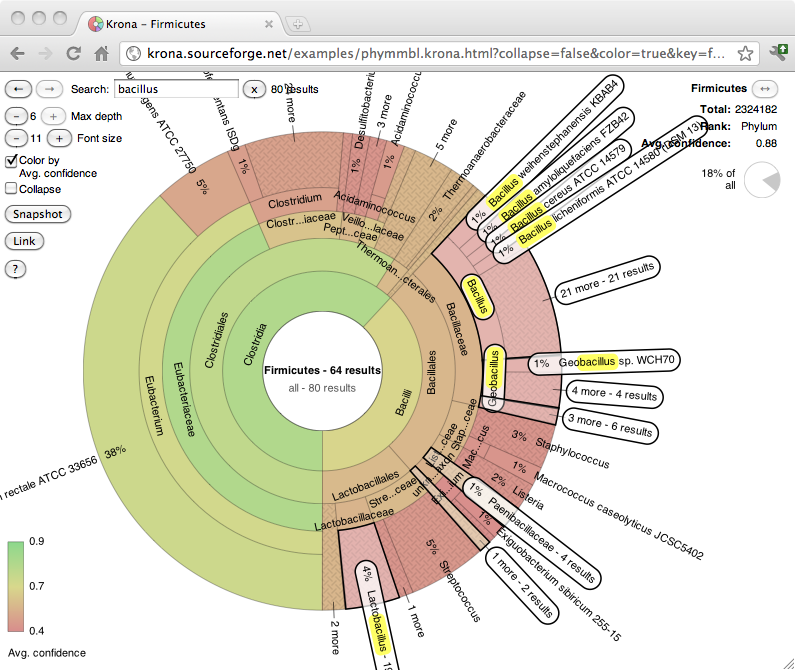 Krona – Firmicutes
krona.sourceforge.net/examples/phymmbl.krona.html?collapse=false&color=true&key=f…
Search: bacillus x 80 results
6 Max depth
11 Font size
Color by
Avg. confidence
Collapse
Snapshot
Link
?
Firmicutes
Total: 2324182
Rank: Phylum
Avg. confidence: 0.88
18% of
all
Firmicutes - 64 results
all - 80 results
Clostridia
Clostridiales
Eubacteriaceae
Eubacterium
38%
rectale ATCC 33656
5%
ATCC 27750
1%
ISDg
more
Clostridium
Clostr...iaceae
Acidaminococcus
Veillo...laceae
Pept...ceae
1%
3 more
1%
Acidaminococcus
5 more
2% Thermoanaerobacteraceae
Thermoan...cterales
1% Bacillus weihenstephanensis KBAB4
1% Bacillus amyloliquefaciens FZB42
1% Bacillus cereus ATCC 14579
1% Bacillus licheniformis ATCC 14580
21 more - 21 results
Bacillus
Bacillaceae
Bacillales
Bacilli
Geobacillus
1% Geobacillus sp. WCH70
4 more - 4 results
3 more - 6 results
Stap...ceae
3% Staphylococcus
Mac...cus
1% Macrococcus caseolyticus JCSC5402
2% Listeria
1% Paenibacillaceae - 4 results
1% Exiguobacterium sibiricum 255-15
1 more - 2 results
Lactobacillales
Stre...ceae
5% Streptococcus
Lactobacillaceae
1 more
4% Lactobacillus
2 more
0.9
0.7
0.4
Avg. confidence